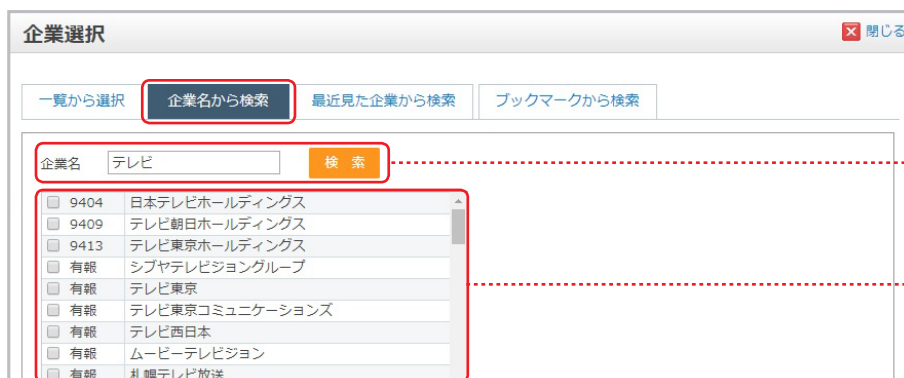 企業選択 閉じる
一覧から選択 企業名から検索 最近見た企業から検索 ブックマークから検索
企業名 テレビ 検 索
9404 日本テレビホールディングス
9409 テレビ朝日ホールディングス
9413 テレビ東京ホールディングス
有報 シブヤテレビジョングループ
有報 テレビ東京
有報 テレビ東京コミュニケーションズ
有報 テレビ西日本
有報 ムービーテレビジョン
有報 札幌テレビ放送